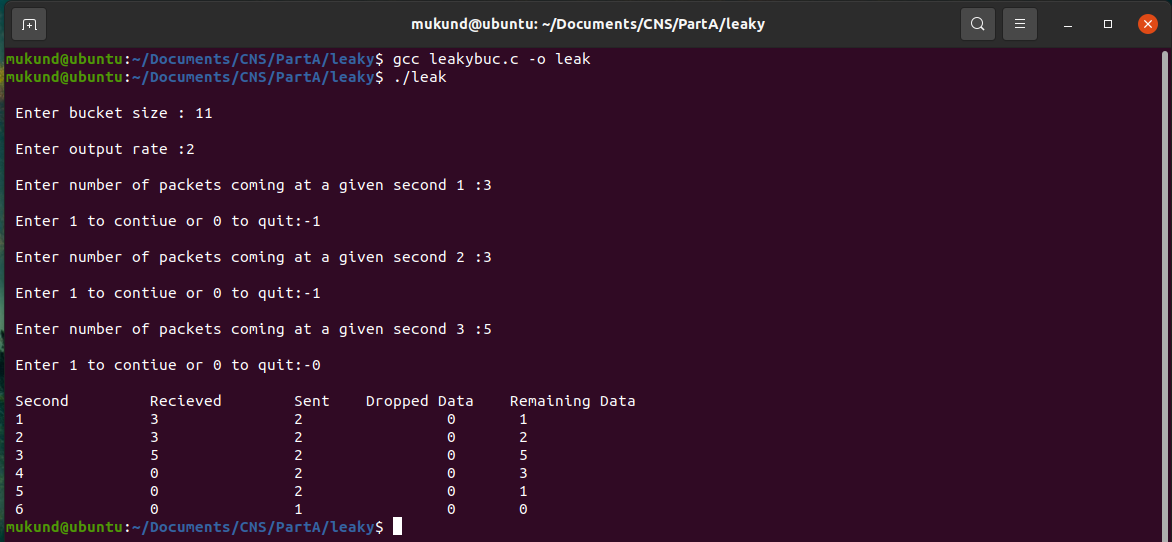 mukund@ubuntu: ~/Documents/CNS/PartA/leaky
mukund@ubuntu:~/Documents/CNS/PartA/leaky$ gcc leakybuc.c -o leak
mukund@ubuntu:~/Documents/CNS/PartA/leaky$ ./leak
Enter bucket size : 11
Enter output rate :2
Enter number of packets coming at a given second 1 :3
Enter 1 to contiue or 0 to quit:-1
Enter number of packets coming at a given second 2 :3
Enter 1 to contiue or 0 to quit:-1
Enter number of packets coming at a given second 3 :5
Enter 1 to contiue or 0 to quit:-0
Second Recieved Sent Dropped Data Remaining Data
1 3 2 0 1
2 3 2 0 2
3 5 2 0 5
4 0 2 0 3
5 0 2 0 1
6 0 1 0 0
mukund@ubuntu:~/Documents/CNS/PartA/leaky$